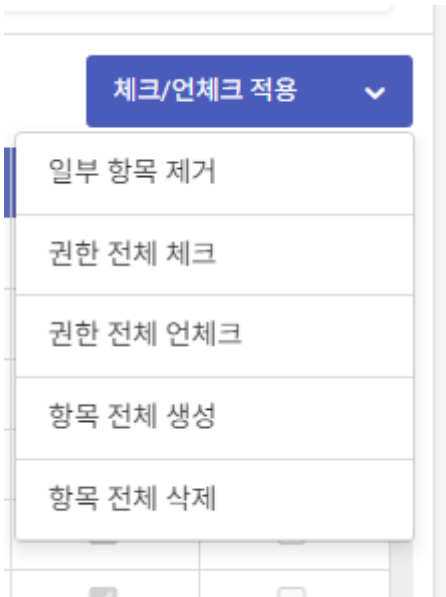 체크/언체크 적용
일부 항목 제거
권한 전체 체크
권한 전체 언체크
항목 전체 생성
항목 전체 삭제